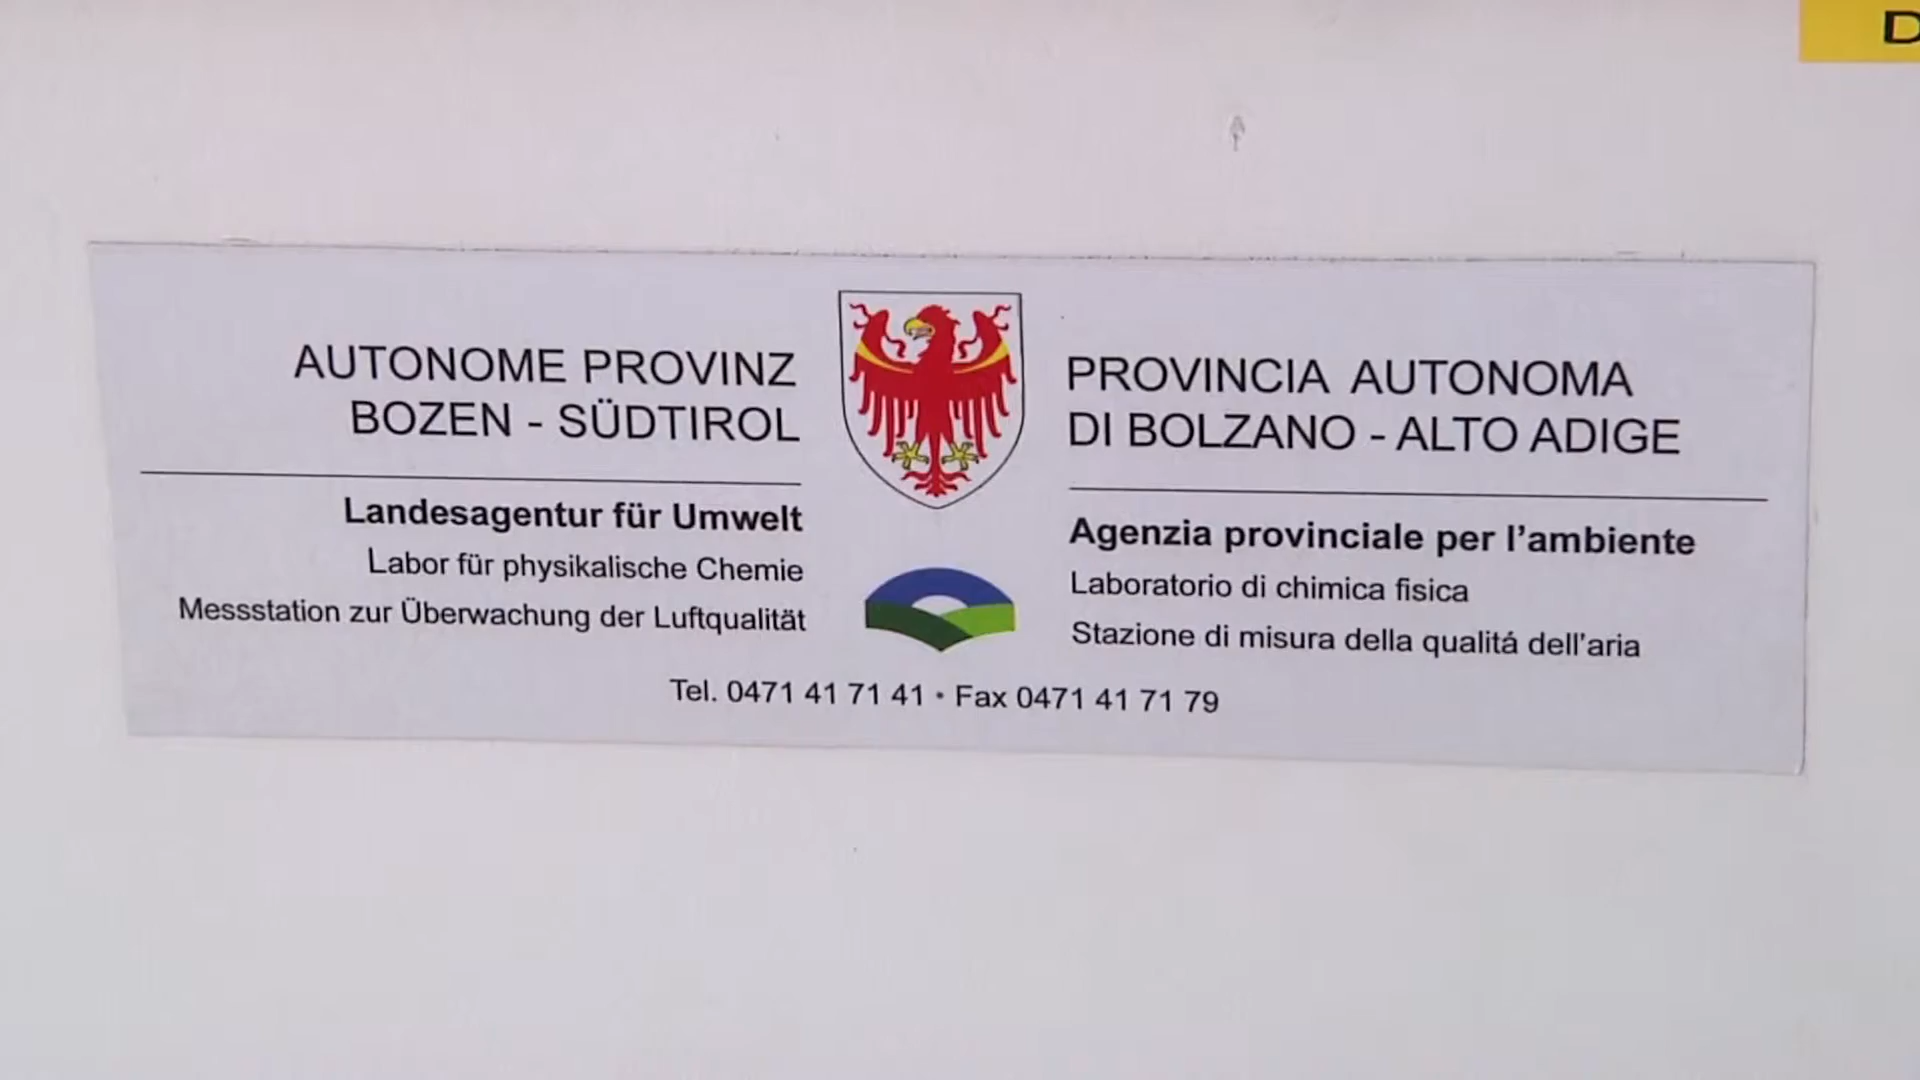 D
AUTONOME PROVINZ
BOZEN - SÜDTIROL
Landesagentur für Umwelt
Labor für physikalische Chemie
Messstation zur Überwachung der Luftqualität
PROVINCIA AUTONOMA
DI BOLZANO - ALTO ADIGE
Agenzia provinciale per l’ambiente
Laboratorio di chimica fisica
Stazione di misura della qualitá dell’aria
Tel. 0471 41 71 41 • Fax 0471 41 71 79